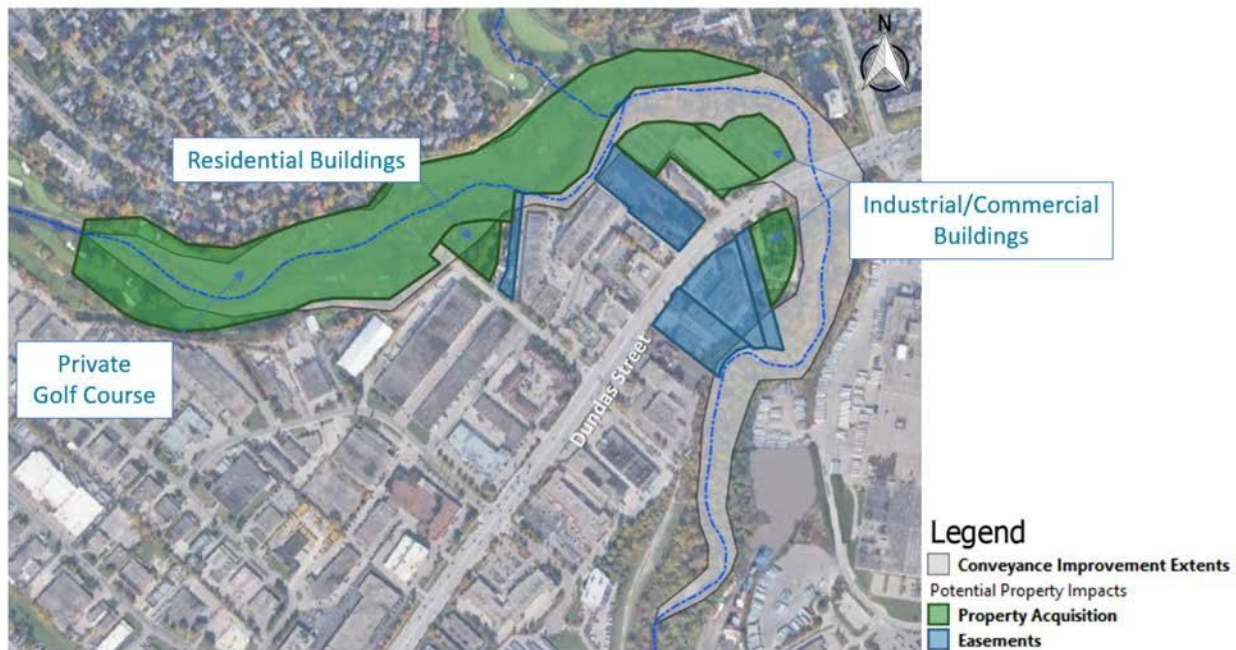 N
Residential Buildings
Industrial/Commercial
Buildings
Private
Golf Course
Dundas Street
Legend
Conveyance Improvement Extents
Potential Property Impacts
Property Acquisition
Easements